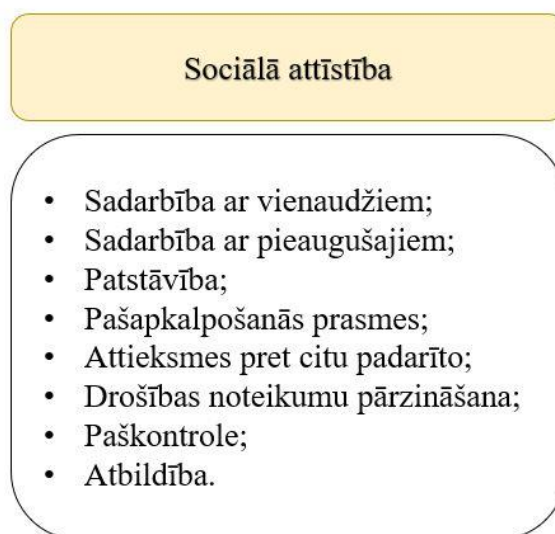 Sociālā attīstība
• Sadarbība ar vienaudžiem;
• Sadarbība ar pieaugušajiem;
• Patstāvība;
• Pašapkalpošanās prasmes;
• Attieksmes pret citu padarīto;
• Drošības noteikumu pārzināšana;
• Paškontrole;
• Atbildība.